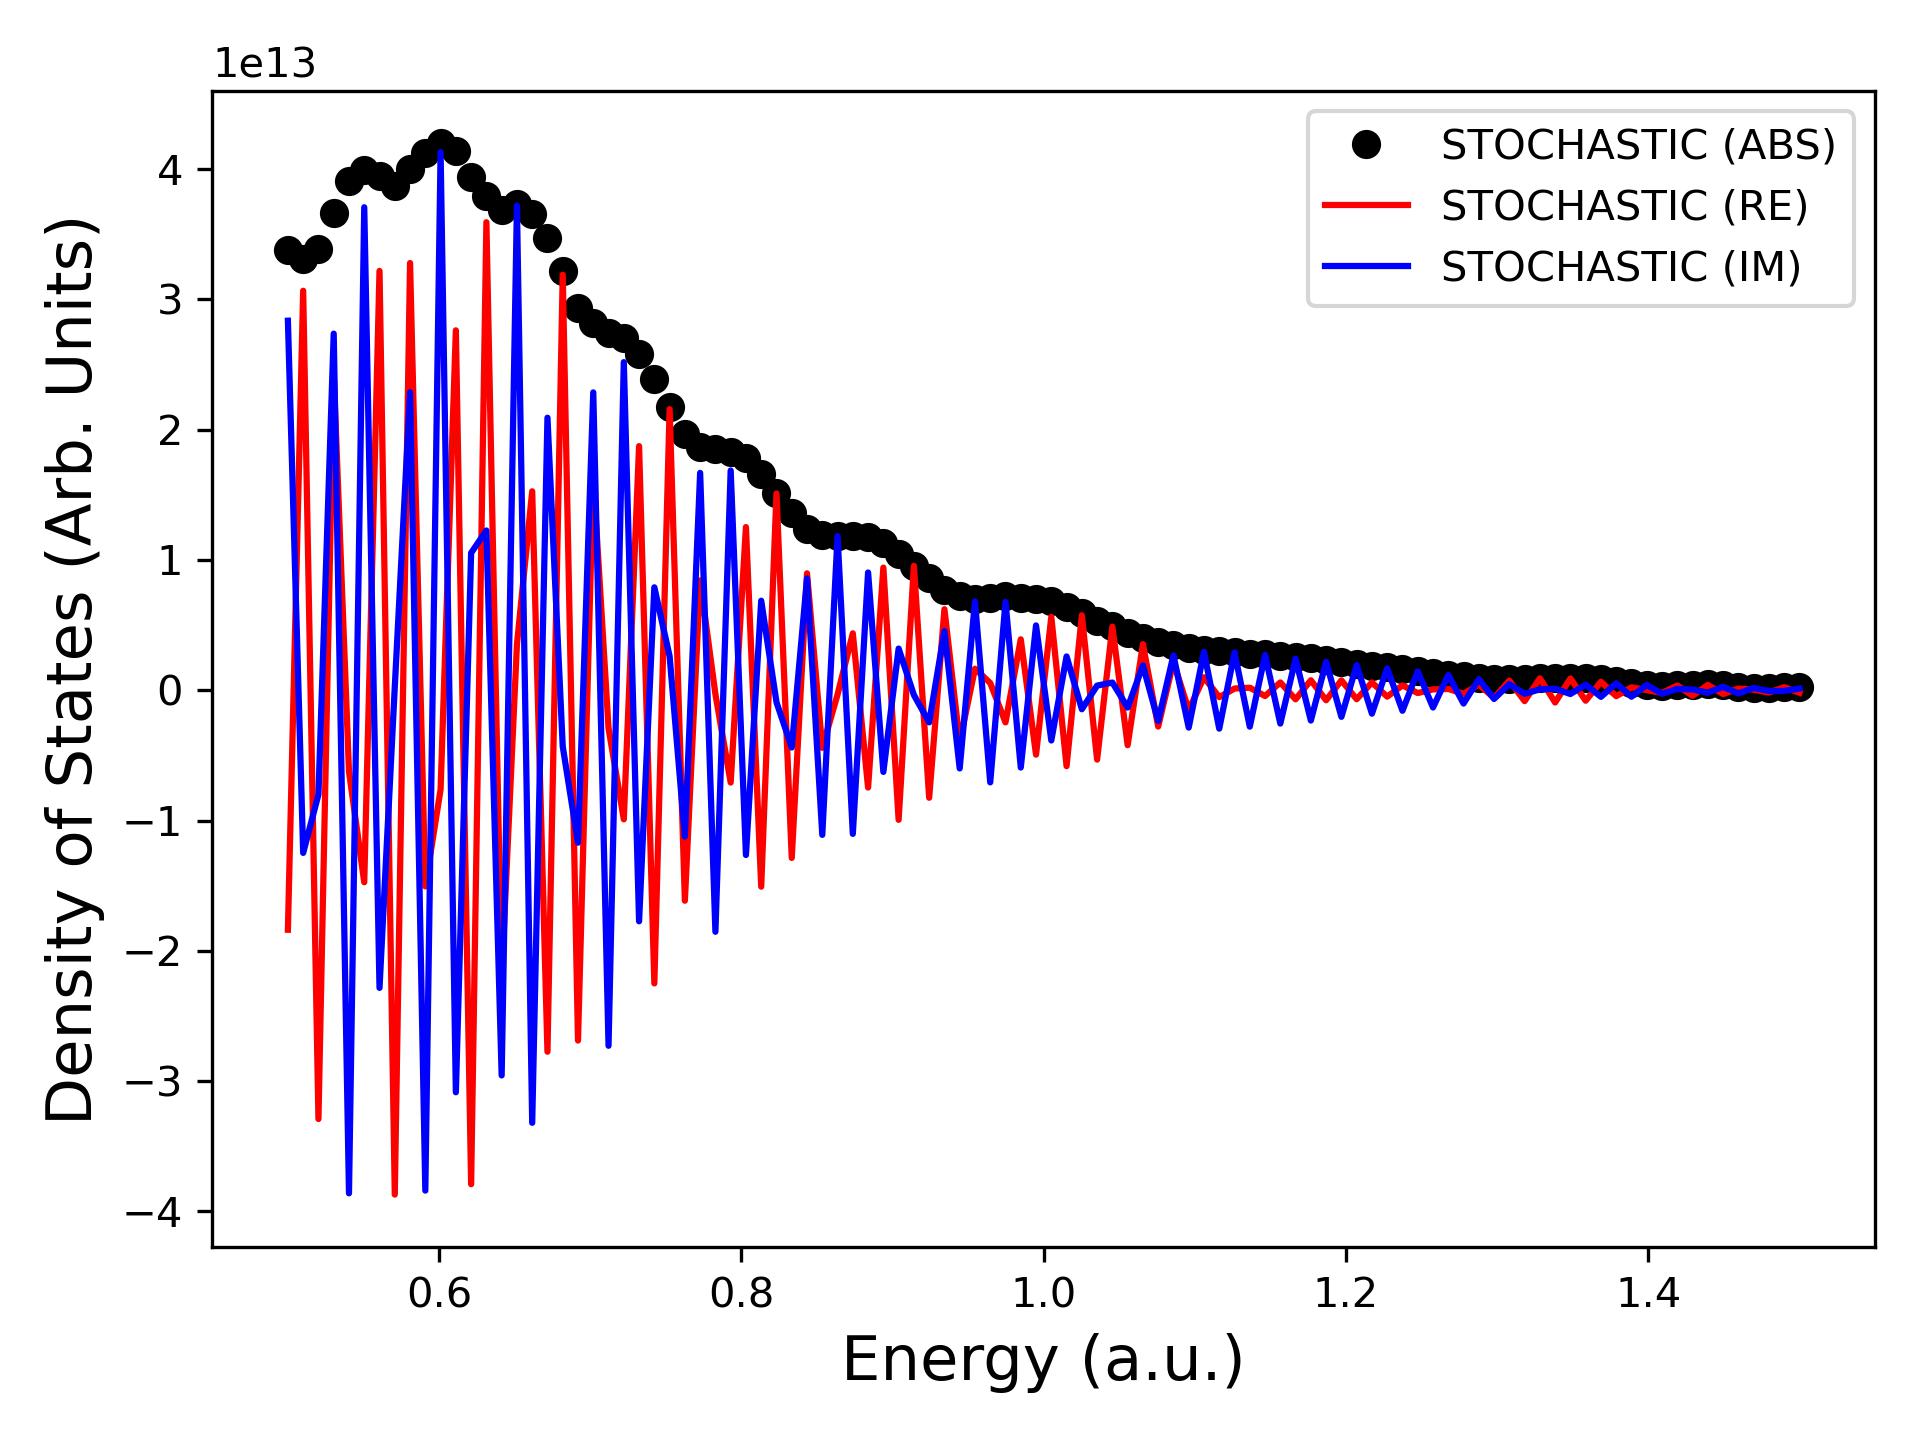 1e13
STOCHASTIC (ABS)
STOCHASTIC (RE)
STOCHASTIC (IM)
4
3
2
1
0
−1
−2
−3
−4
Density of States (Arb. Units)
0.6 0.8 1.0 1.2 1.4
Energy (a.u.)